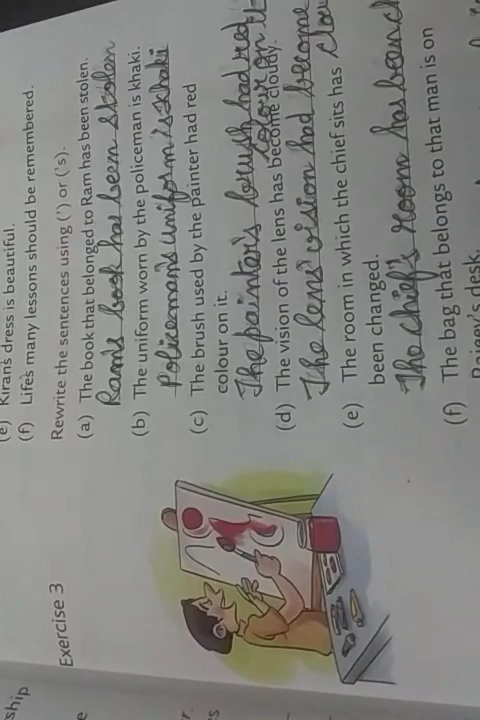 (e) Kiran's dress is beautiful.
(f) Life's many lessons should be remembered.
Exercise 3
Rewrite the sentences using (') or ('s).
(a) The book that belonged to Ram has been stolen.
Ram's book has been stolen
(b) The uniform worn by the policeman is khaki.
Policeman's uniform is khaki
(c) The brush used by the painter had red
colour on it.
The painter's brush had red
colour on it
(d) The vision of the lens has become cloudy.
The lens' vision had become
(e) The room in which the chief sits has
been changed.
The chief's room has been
(f) The bag that belongs to that man is on
Rajeev's desk.
ship